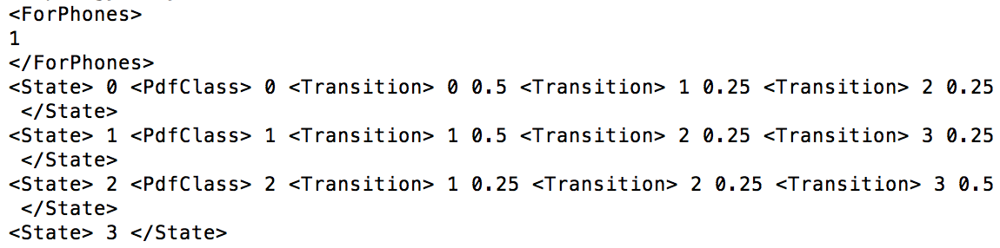 <ForPhones>
1
</ForPhones>
<State> 0 <PdfClass> 0 <Transition> 0 0.5 <Transition> 1 0.25 <Transition> 2 0.25
 </State>
<State> 1 <PdfClass> 1 <Transition> 1 0.5 <Transition> 2 0.25 <Transition> 3 0.25
 </State>
<State> 2 <PdfClass> 2 <Transition> 1 0.25 <Transition> 2 0.25 <Transition> 3 0.5
 </State>
<State> 3 </State>